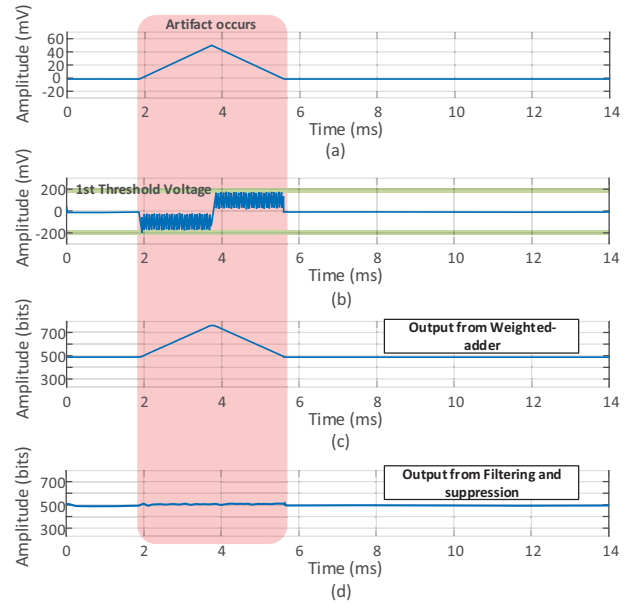 Artifact occurs
Amplitude (mV)
60
40
20
0
-20
0 2 4 6 8 10 12 14
Time (ms)
(a)
Amplitude (mV)
1st Threshold Voltage
200
0
-200
0 2 4 6 8 10 12 14
Time (ms)
(b)
Amplitude (bits)
700
500
300
Output from Weighted-
adder
0 2 4 6 8 10 12 14
Time (ms)
(c)
Amplitude (bits)
700
500
300
Output from Filtering and
suppression
0 2 4 6 8 10 12 14
Time (ms)
(d)